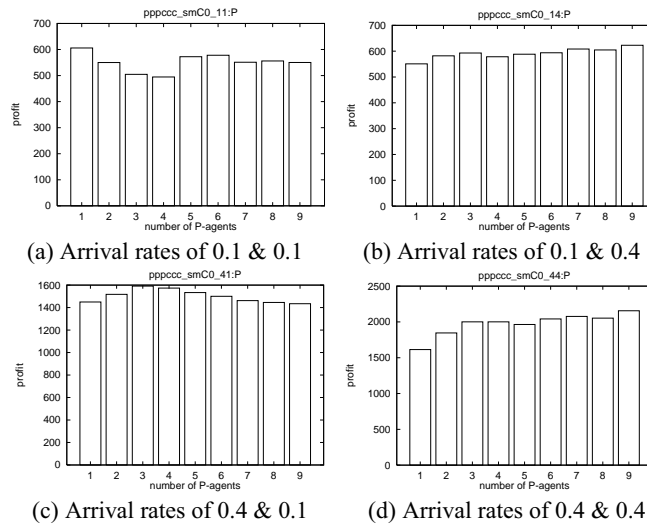 pppccc_smC0_11:P
700
600
500
400
300
200
100
0
profit
1 2 3 4 5 6 7 8 9
number of P-agents
(a) Arrival rates of 0.1 & 0.1
pppccc_smC0_14:P
700
600
500
400
300
200
100
0
profit
1 2 3 4 5 6 7 8 9
number of P-agents
(b) Arrival rates of 0.1 & 0.4
pppccc_smC0_41:P
1600
1400
1200
1000
800
600
400
200
0
profit
1 2 3 4 5 6 7 8 9
number of P-agents
(c) Arrival rates of 0.4 & 0.1
pppccc_smC0_44:P
2500
2000
1500
1000
500
0
profit
1 2 3 4 5 6 7 8 9
number of P-agents
(d) Arrival rates of 0.4 & 0.4